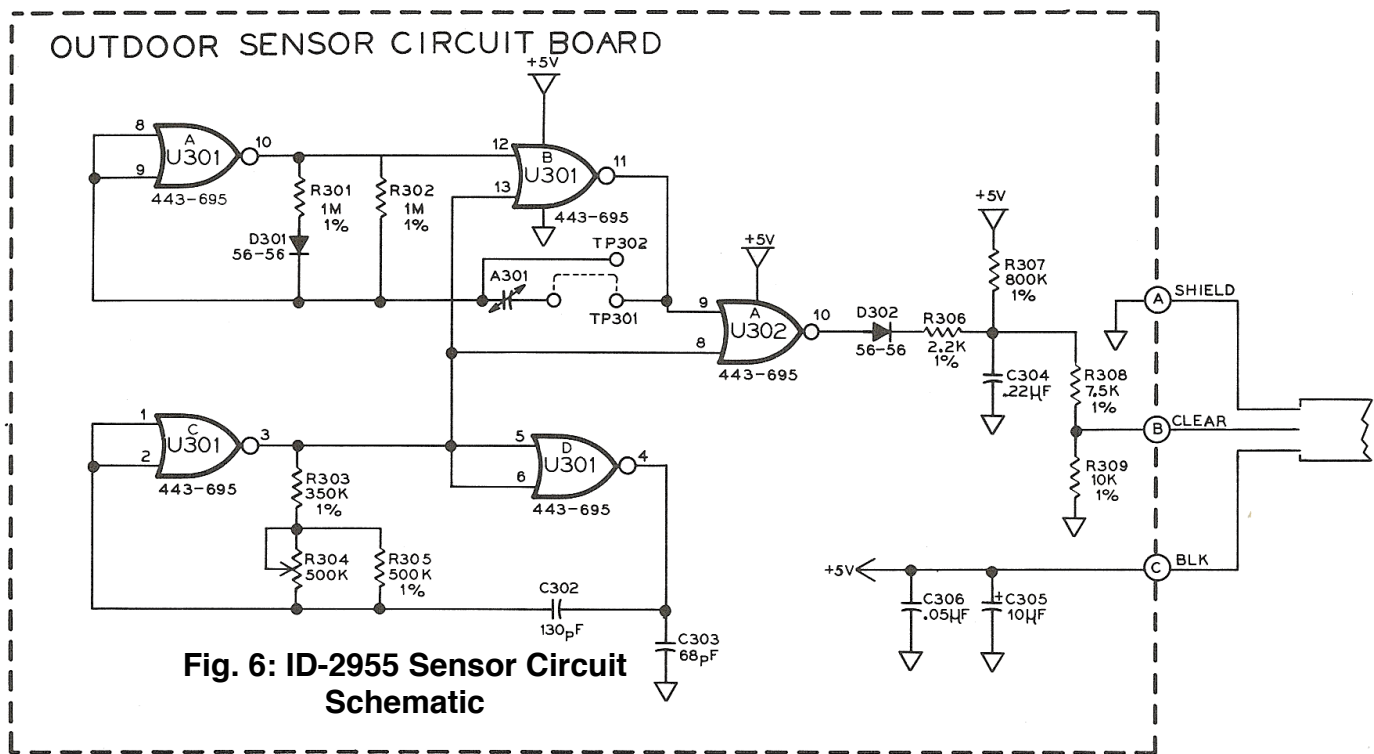 OUTDOOR SENSOR CIRCUIT BOARD
+5V
8
9
A
U301
10
443-695
R301
1M
1%
R302
1M
1%
D301
56-56
12
13
B
U301
11
443-695
TP302
A301
TP301
+5V
9
8
A
U302
10
443-695
D302
56-56
R306
2.2K
1%
+5V
R307
800K
1%
C304
.22µF
R308
7.5K
1%
R309
10K
1%
A
SHIELD
B
CLEAR
C
BLK
1
2
C
U301
3
443-695
R303
350K
1%
R304
500K
R305
500K
1%
5
6
D
U301
4
443-695
C302
130pF
C303
68pF
+5V
C306
.05µF
+
C305
10µF
Fig. 6: ID-2955 Sensor Circuit
Schematic